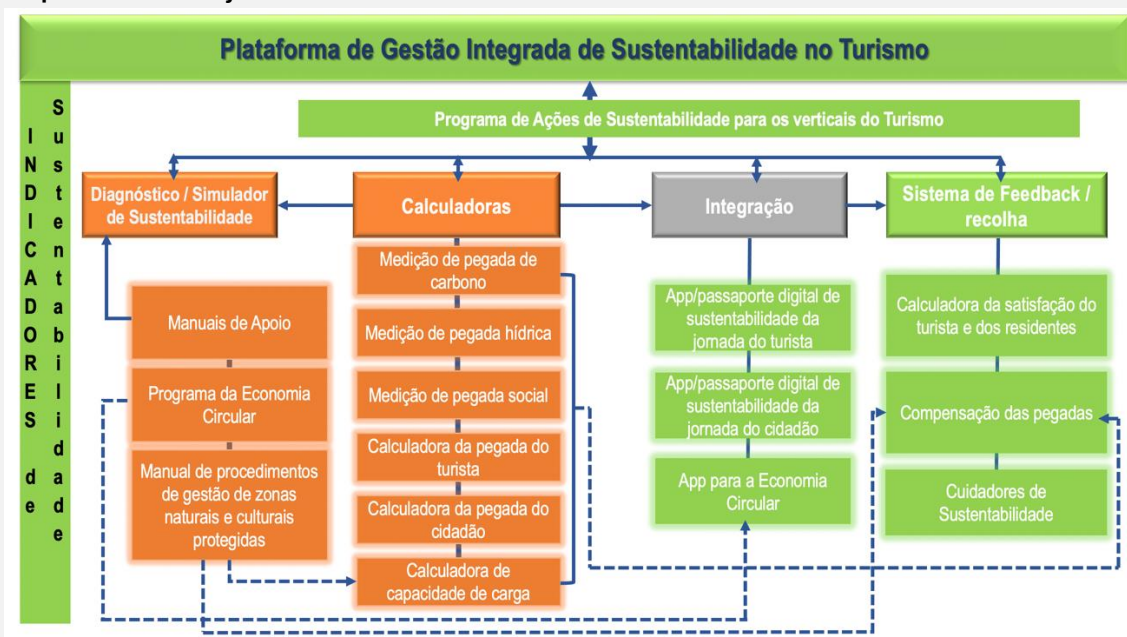 Plataforma de Gestão Integrada de Sustentabilidade no Turismo
INDICADORES de
Sustentabilidade
Programa de Ações de Sustentabilidade para os verticais do Turismo
Diagnóstico / Simulador
de Sustentabilidade
Manuais de Apoio
Programa da Economia
Circular
Manual de procedimentos
de gestão de zonas
naturais e culturais
protegidas
Calculadoras
Medição de pegada de
carbono
Medição de pegada hídrica
Medição de pegada social
Calculadora da pegada do
turista
Calculadora da pegada do
cidadão
Calculadora de
capacidade de carga
Integração
App/passaporte digital de
sustentabilidade da
jornada do turista
App/passaporte digital de
sustentabilidade da
jornada do cidadão
App para a Economia
Circular
Sistema de Feedback /
recolha
Calculadora da satisfação do
turista e dos residentes
Compensação das pegadas
Cuidadores de
Sustentabilidade